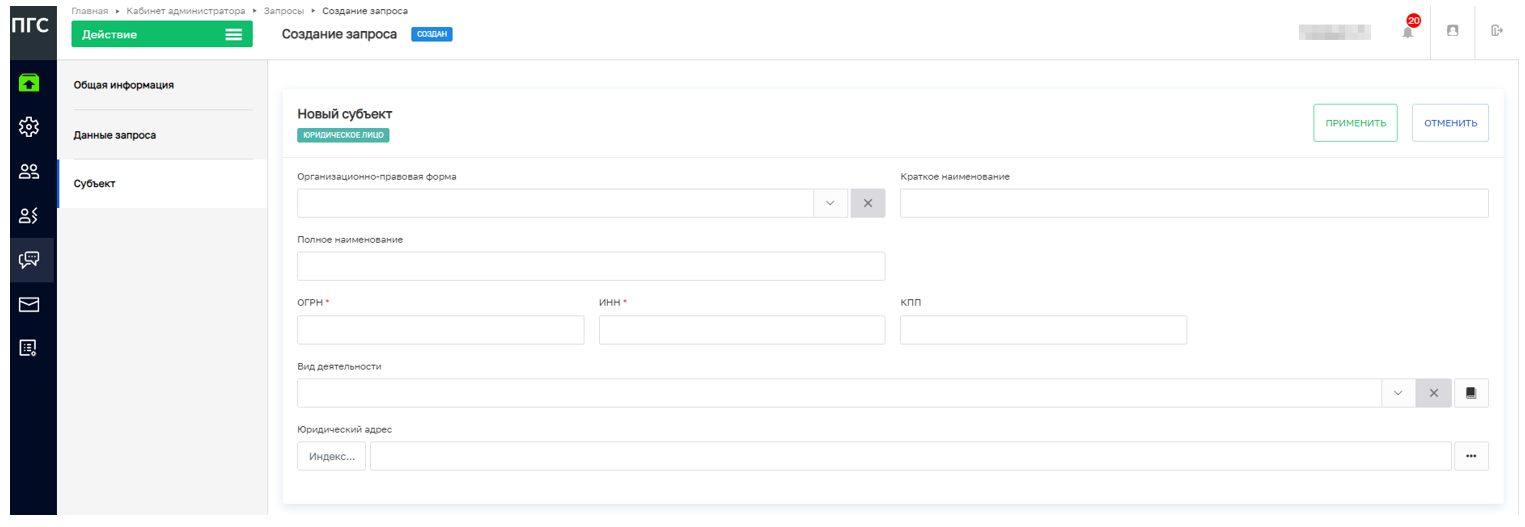 ПГС
Главная ▸ Кабинет администратора ▸ Запросы ▸ Создание запроса
Действие
Создание запроса СОЗДАН
20
Общая информация
Данные запроса
Субъект
Новый субъект
ЮРИДИЧЕСКОЕ ЛИЦО
ПРИМЕНИТЬ ОТМЕНИТЬ
Организационно-правовая форма Краткое наименование
Полное наименование
ОГРН * ИНН * КПП
Вид деятельности
Юридический адрес
Индекс...